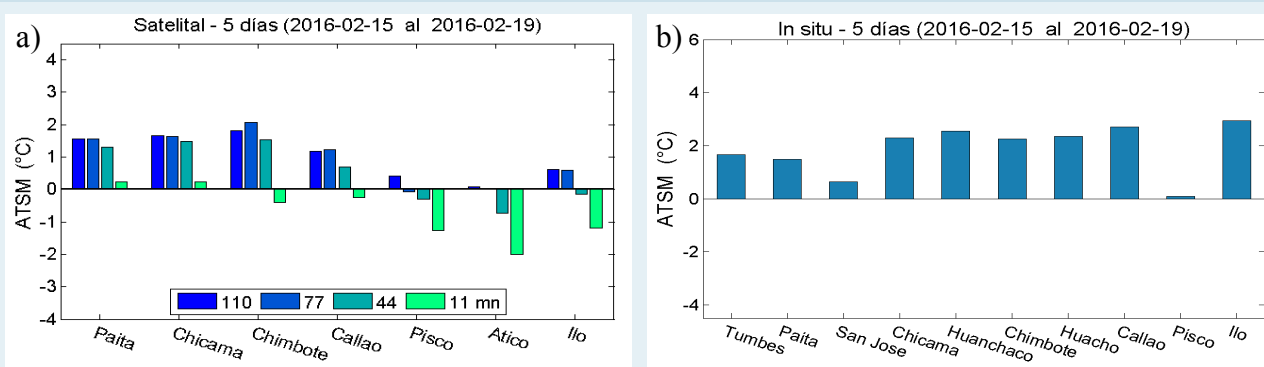 a)
Satelital - 5 días (2016-02-15 al 2016-02-19)
4
3
2
1
0
-1
-2
-3
-4
ATSM (°C)
110 77 44 11 mn
Paita Chicama Chimbote Callao Pisco Atico Ilo
b)
In situ - 5 días (2016-02-15 al 2016-02-19)
6
4
2
0
-2
-4
ATSM (°C)
Tumbes Paita San Jose Chicama Huanchaco Chimbote Huacho Callao Pisco Ilo